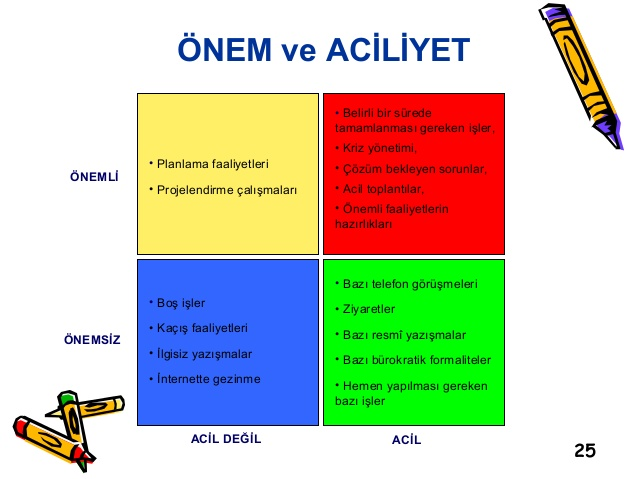 ÖNEM ve ACİLİYET
ÖNEMLİ
• Planlama faaliyetleri
• Projelendirme çalışmaları
• Belirli bir sürede
tamamlanması gereken işler,
• Kriz yönetimi,
• Çözüm bekleyen sorunlar,
• Acil toplantılar,
• Önemli faaliyetlerin
hazırlıkları
ÖNEMSİZ
• Boş işler
• Kaçış faaliyetleri
• İlgisiz yazışmalar
• İnternette gezinme
• Bazı telefon görüşmeleri
• Ziyaretler
• Bazı resmî yazışmalar
• Bazı bürokratik formaliteler
• Hemen yapılması gereken
bazı işler
ACİL DEĞİL
ACİL
25